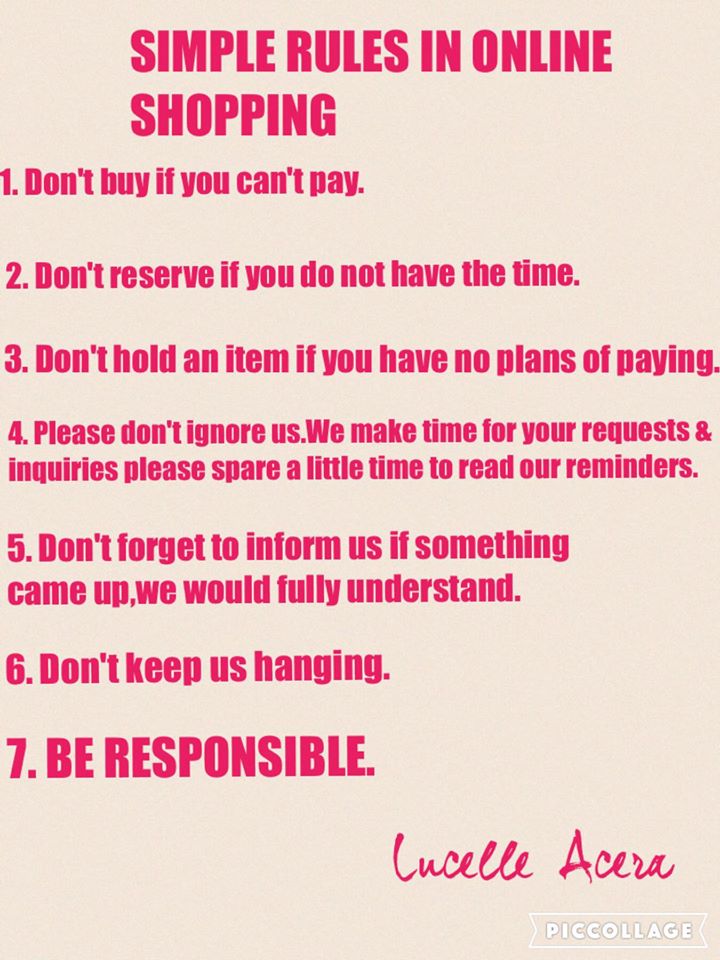 SIMPLE RULES IN ONLINE
SHOPPING
1. Don't buy if you can't pay.
2. Don't reserve if you do not have the time.
3. Don't hold an item if you have no plans of paying.
4. Please don't ignore us.We make time for your requests &
inquiries please spare a little time to read our reminders.
5. Don't forget to inform us if something
came up,we would fully understand.
6. Don't keep us hanging.
7. BE RESPONSIBLE.
Lucelle Acera
PICCOLLAGE